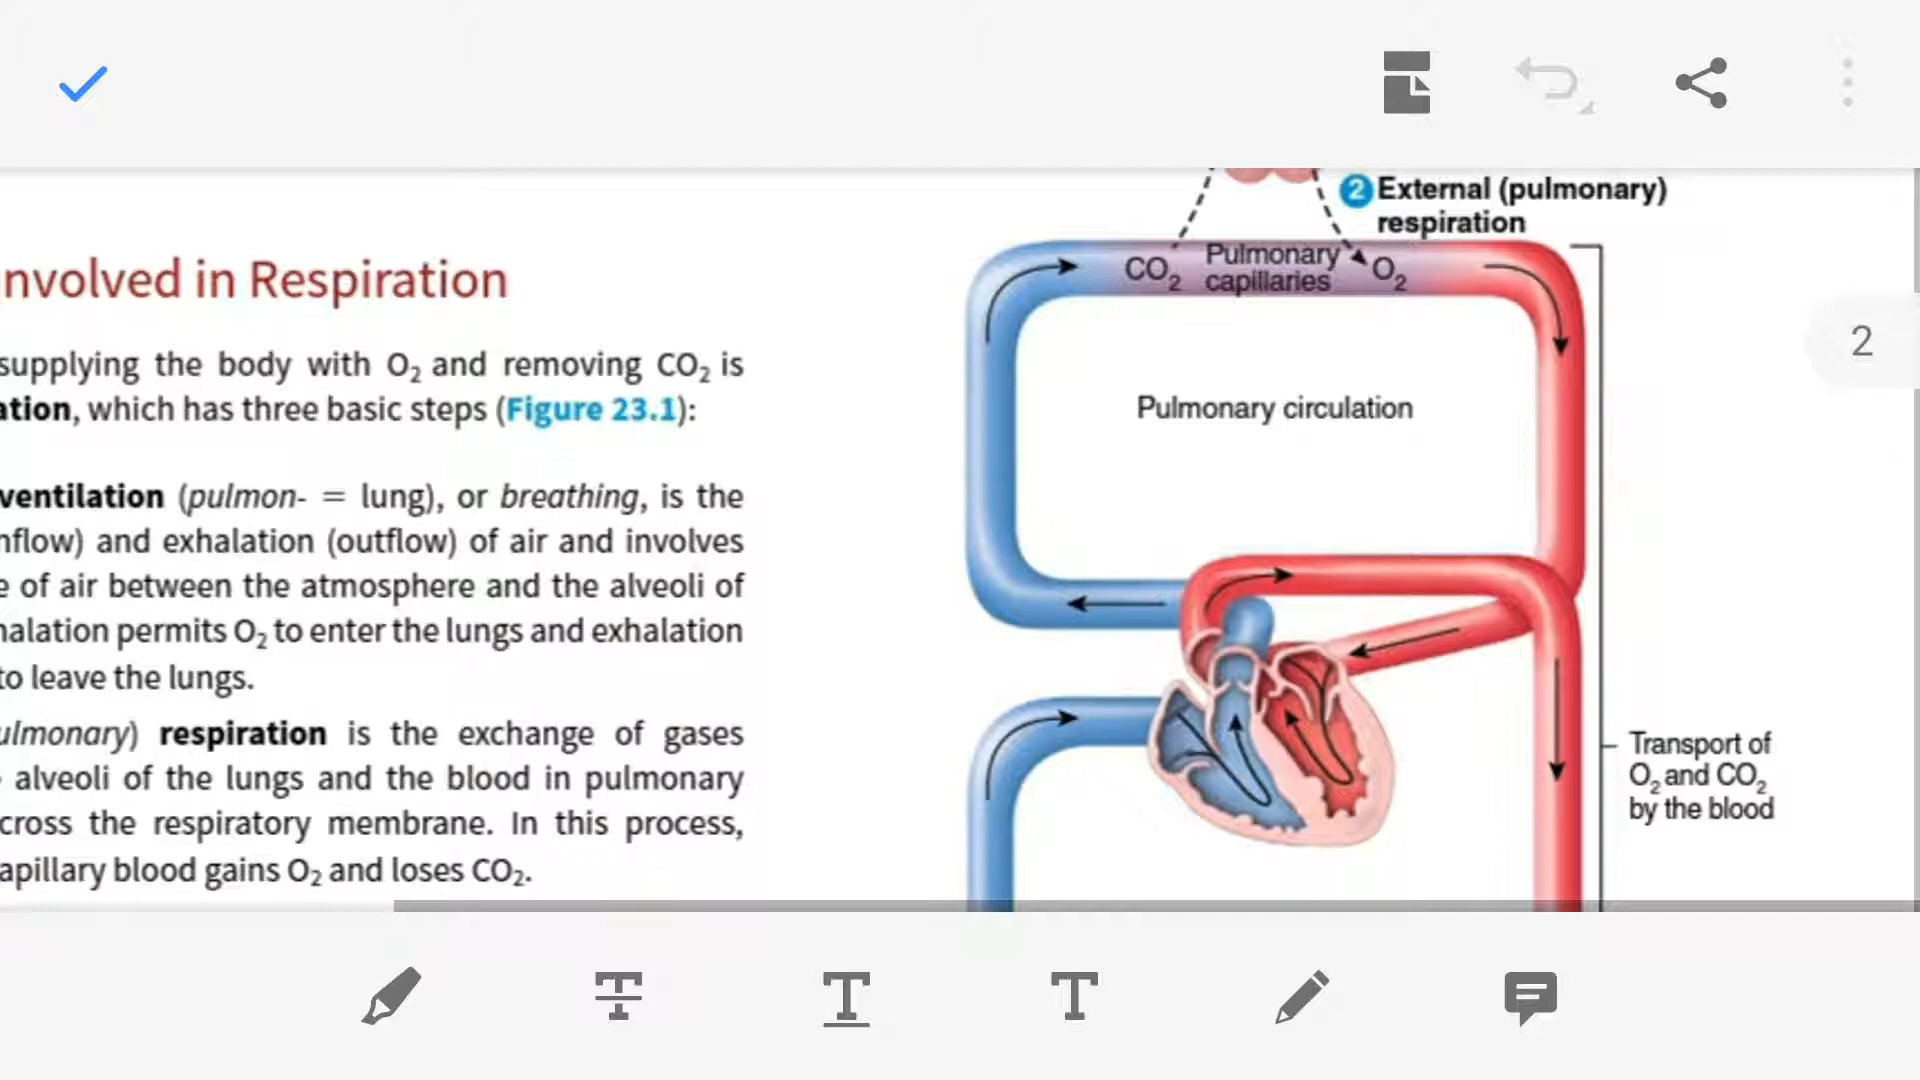 nvolved in Respiration
supplying the body with O₂ and removing CO₂ is
ation, which has three basic steps (Figure 23.1):
ventilation (pulmon- = lung), or breathing, is the
nflow) and exhalation (outflow) of air and involves
e of air between the atmosphere and the alveoli of
halation permits O₂ to enter the lungs and exhalation
to leave the lungs.
ulmonary) respiration is the exchange of gases
alveoli of the lungs and the blood in pulmonary
cross the respiratory membrane. In this process,
apillary blood gains O₂ and loses CO₂.
2 External (pulmonary)
respiration
CO₂ Pulmonary capillaries O₂
Pulmonary circulation
Transport of
O₂ and CO₂
by the blood
2